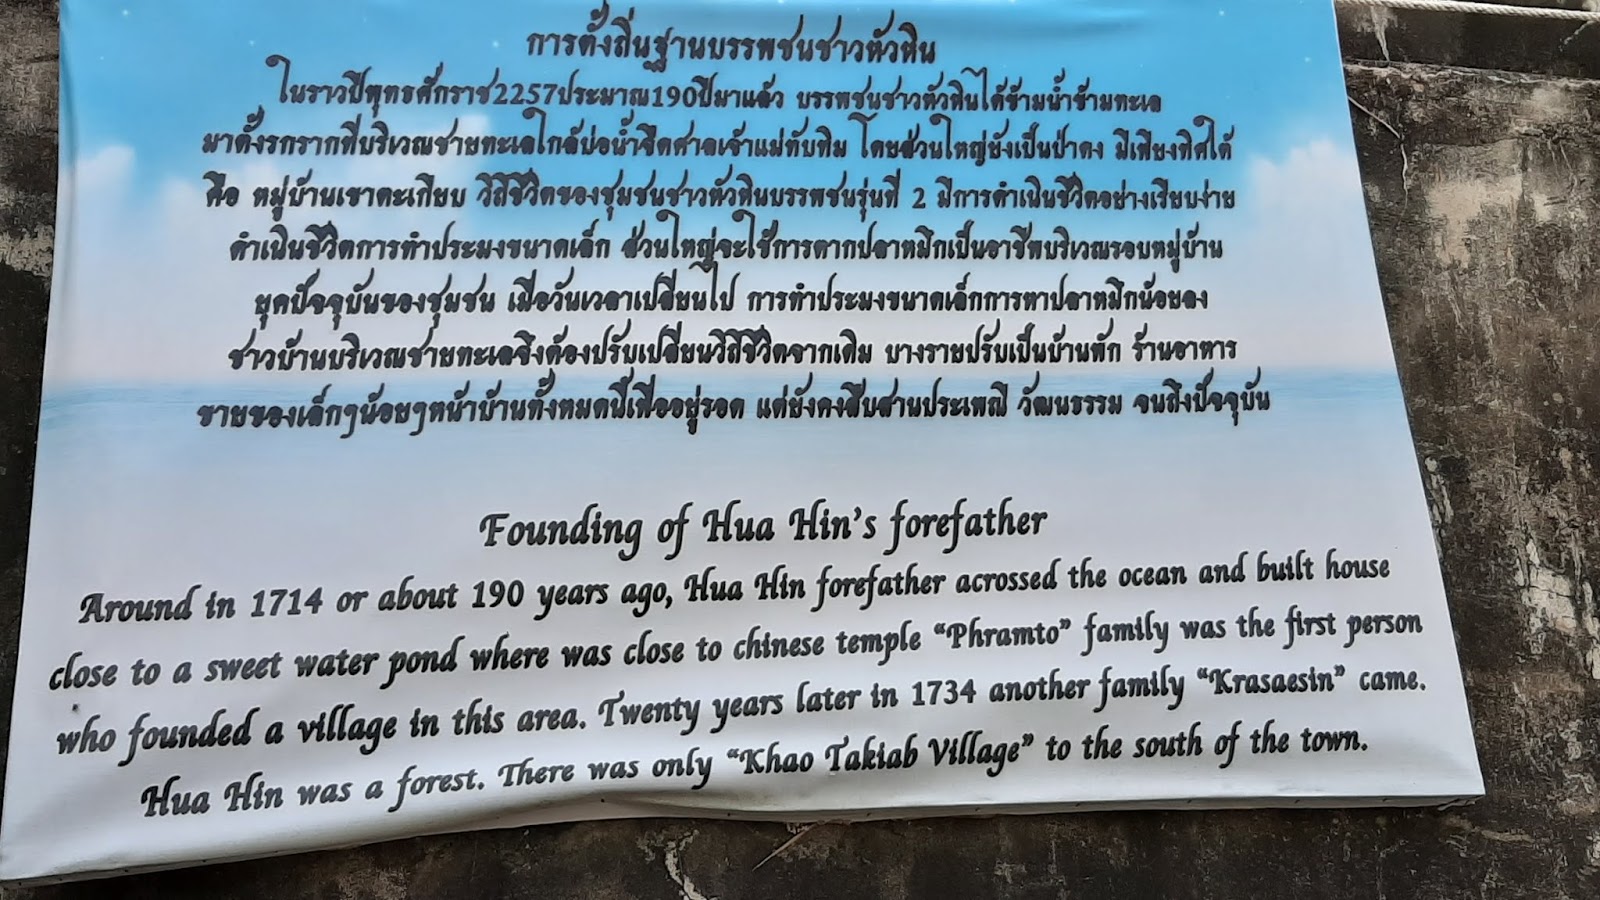 การตั้งถิ่นฐานบรรพชนชาวหัวหิน
ในราวปีพุทธศักราช2257ประมาณ190ปีมาแล้ว บรรพชนชาวหัวหินได้ข้ามน้ำข้ามทะเล
มาตั้งรกรากที่บริเวณชายทะเลใกล้บ่อน้ำจืดศาลเจ้าแม่ทับทิม โดยส่วนใหญ่ยังเป็นป่าดง มีเพียงทิศใต้
คือ หมู่บ้านเขาตะเกียบ วิถีชีวิตของชุมชนชาวหัวหินบรรพชนรุ่นที่ 2 มีการดำเนินชีวิตอย่างเรียบง่าย
ดำเนินชีวิตการทำประมงขนาดเล็ก ส่วนใหญ่จะใช้การตากปลาหมึกเป็นอาชีพบริเวณรอบหมู่บ้าน
ยุคปัจจุบันของชุมชน เมื่อวันเวลาเปลี่ยนไป การทำประมงขนาดเล็กการหาปลาหมึกน้อยลง
ชาวบ้านบริเวณชายทะเลจึงต้องปรับเปลี่ยนวิถีชีวิตจากเดิม บางรายปรับเป็นบ้านพัก ร้านอาหาร
ขายของเล็กๆน้อยๆหน้าบ้านทั้งหมดนี้เพื่ออยู่รอด แต่ยังคงสืบสานประเพณี วัฒนธรรม จนถึงปัจจุบัน
Founding of Hua Hin's forefather
Around in 1714 or about 190 years ago, Hua Hin forefather acrossed the ocean and built house
close to a sweet water pond where was close to chinese temple “Phramto” family was the first person
who founded a village in this area. Twenty years later in 1734 another family “Krasaesin” came.
Hua Hin was a forest. There was only “Khao Takiab Village” to the south of the town.